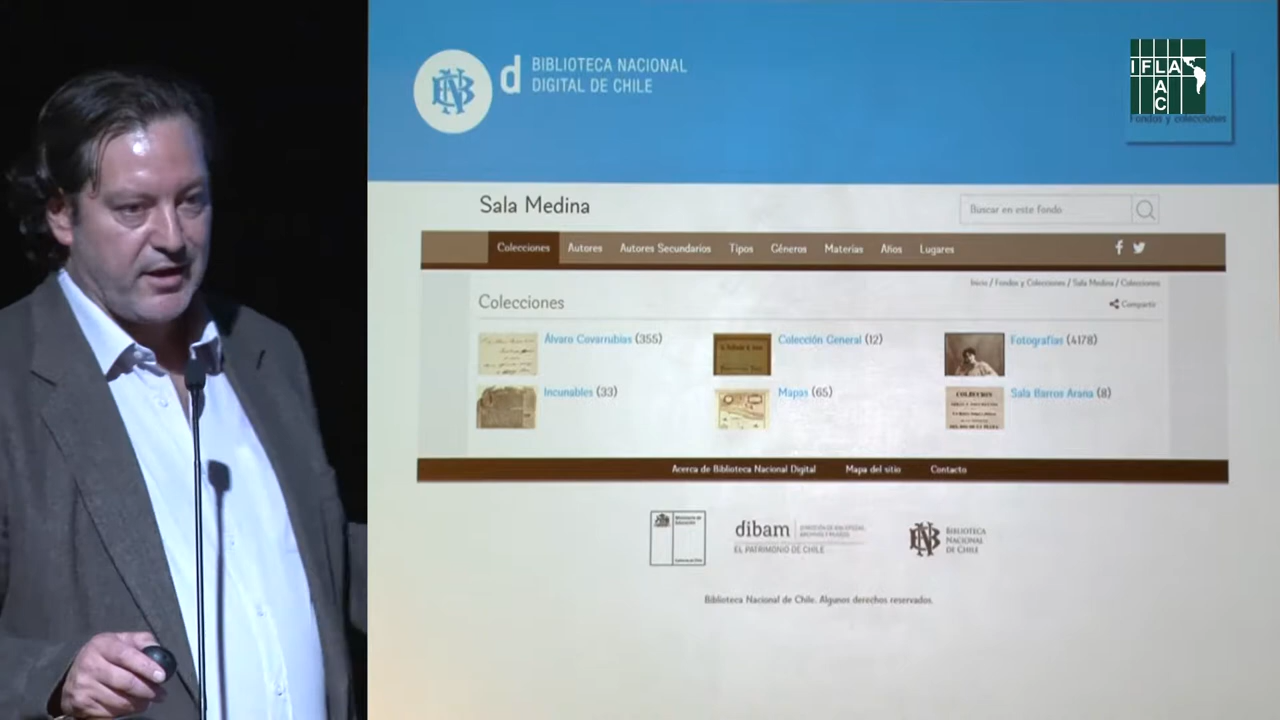 d BIBLIOTECA NACIONAL
DIGITAL DE CHILE
IFLA
LAC
Fondos y colecciones
Sala Medina
Buscar en este fondo
Colecciones Autores Autores Secundarios Tipos Géneros Materias Años Lugares
Inicio / Fondos y Colecciones / Sala Medina / Colecciones
Colecciones
Compartir
Álvaro Covarrubias (355)
Colección General (12)
Fotografías (4178)
Incunables (33)
Mapas (65)
Sala Barros Arana (8)
Acerca de Biblioteca Nacional Digital Mapa del sitio Contacto
Ministerio de
Educación
dibam
EL PATRIMONIO DE CHILE
BIBLIOTECA
NACIONAL
DE CHILE
Biblioteca Nacional de Chile. Algunos derechos reservados.